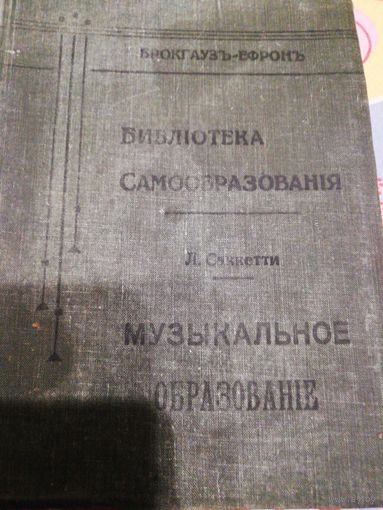 БРОКГАУЗЪ-ЕФРОНЪ
БИБЛІОТЕКА
САМООБРАЗОВАНІЯ
Л. Саккетти
МУЗЫКАЛЬНОЕ
ОБРАЗОВАНІЕ